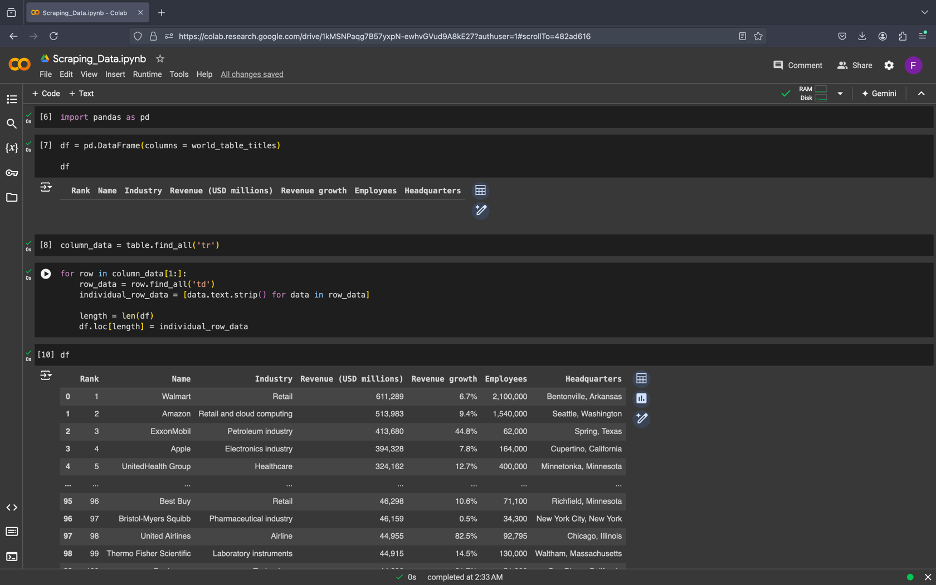 Scraping_Data.ipynb - Colab
https://colab.research.google.com/drive/1kMSNPaqg7B57yxpN-ewhvGVud9A8kE27?authuser=1#scrollTo=482ad616
Scraping_Data.ipynb
File Edit View Insert Runtime Tools Help All changes saved
Comment Share F
+ Code + Text
RAM
Disk
Gemini
[6] import pandas as pd
0s
[7] df = pd.DataFrame(columns = world_table_titles)
0s
df
Rank Name Industry Revenue (USD millions) Revenue growth Employees Headquarters
[8] column_data = table.find_all('tr')
0s
for row in column_data[1:]:
0s
row_data = row.find_all('td')
individual_row_data = [data.text.strip() for data in row_data]
length = len(df)
df.loc[length] = individual_row_data
[10] df
0s
Rank Name Industry Revenue (USD millions) Revenue growth Employees Headquarters
0 1 Walmart Retail 611,289 6.7% 2,100,000 Bentonville, Arkansas
1 2 Amazon Retail and cloud computing 513,983 9.4% 1,540,000 Seattle, Washington
2 3 ExxonMobil Petroleum industry 413,680 44.8% 62,000 Spring, Texas
3 4 Apple Electronics industry 394,328 7.8% 164,000 Cupertino, California
4 5 UnitedHealth Group Healthcare 324,162 12.7% 400,000 Minnetonka, Minnesota
... ... ... ... ... ... ... ...
95 96 Best Buy Retail 46,298 10.6% 71,100 Richfield, Minnesota
96 97 Bristol-Myers Squibb Pharmaceutical industry 46,159 0.5% 34,300 New York City, New York
97 98 United Airlines Airline 44,955 82.5% 92,795 Chicago, Illinois
98 99 Thermo Fisher Scientific Laboratory instruments 44,915 14.5% 130,000 Waltham, Massachusetts
0s completed at 2:33 AM